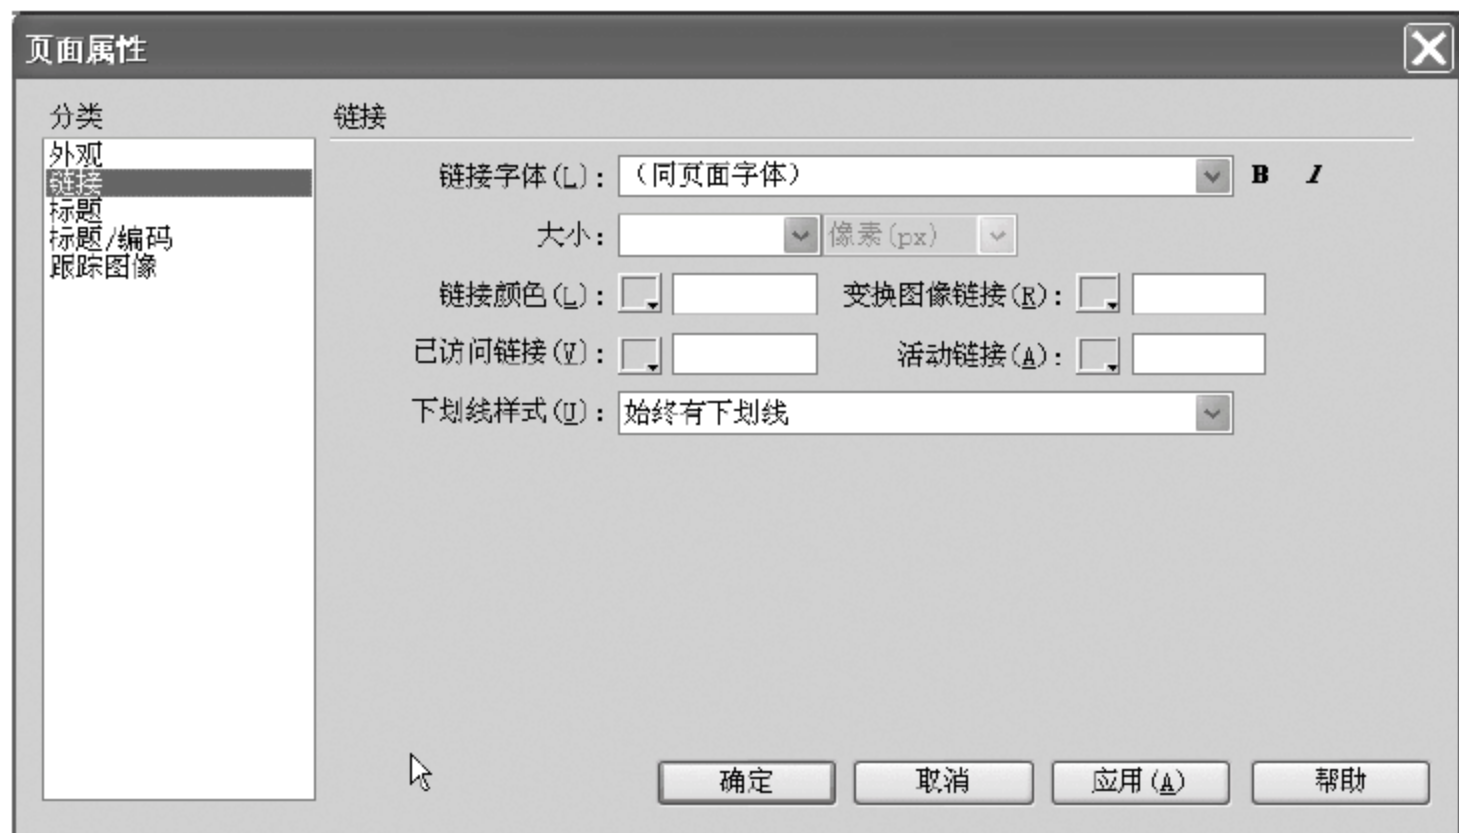 页面属性
分类
外观
链接
标题
标题/编码
跟踪图像
链接
链接字体(L): (同页面字体) B I
大小: 像素(px)
链接颜色(L): 变换图像链接(R):
已访问链接(V): 活动链接(A):
下划线样式(U): 始终有下划线
确定 取消 应用(A) 帮助